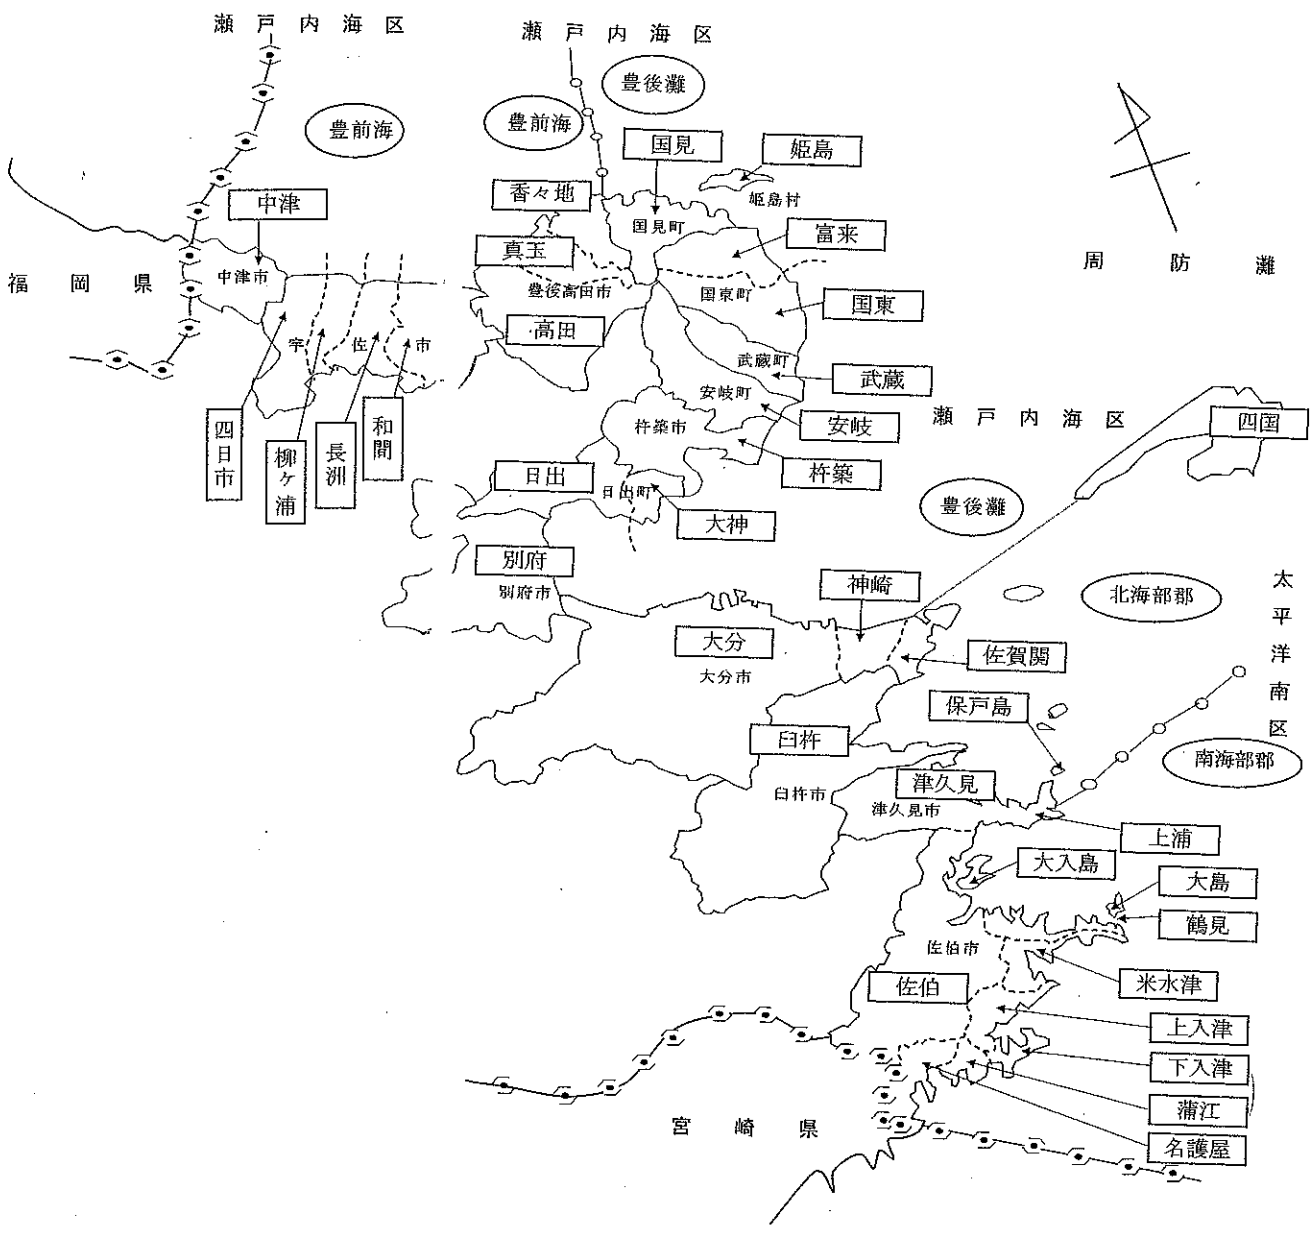 瀬戸内海区
瀬戸内海区
豊後灘
豊前海
豊前海
国見
姫島
香々地
姫島村
中津
国見町
富来
真玉
周防灘
福岡県
中津市
豊後高田市
国東町
国東
高田
宇佐市
武蔵町
武蔵
安岐町
四日市
柳ヶ浦
長洲
和間
安岐
瀬戸内海区
四国
杵築市
杵築
日出
日出町
大神
豊後灘
別府
別府市
神崎
北海部郡
太平洋南区
大分
大分市
佐賀関
保戸島
臼杵
南海部郡
津久見
臼杵市
津久見市
上浦
大入島
大島
鶴見
佐伯市
米水津
佐伯
上入津
下入津
蒲江
宮崎県
名護屋